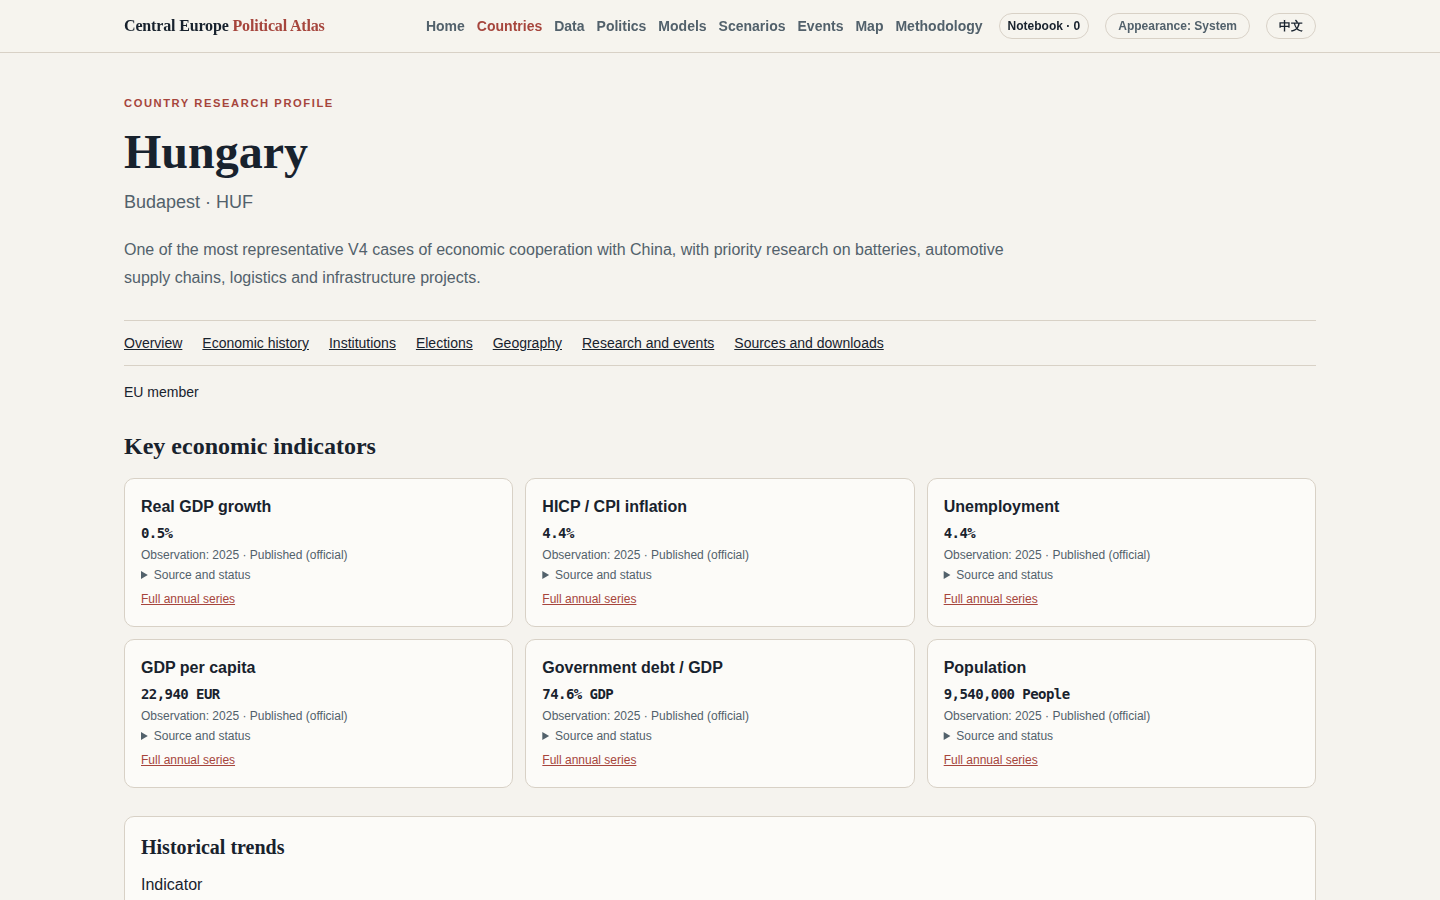 Central Europe Political Atlas
Home Countries Data Politics Models Scenarios Events Map Methodology Notebook · 0 Appearance: System 中文
COUNTRY RESEARCH PROFILE
Hungary
Budapest · HUF
One of the most representative V4 cases of economic cooperation with China, with priority research on batteries, automotive
supply chains, logistics and infrastructure projects.
Overview Economic history Institutions Elections Geography Research and events Sources and downloads
EU member
Key economic indicators
Real GDP growth
0.5%
Observation: 2025 · Published (official)
▶ Source and status
Full annual series
HICP / CPI inflation
4.4%
Observation: 2025 · Published (official)
▶ Source and status
Full annual series
Unemployment
4.4%
Observation: 2025 · Published (official)
▶ Source and status
Full annual series
GDP per capita
22,940 EUR
Observation: 2025 · Published (official)
▶ Source and status
Full annual series
Government debt / GDP
74.6% GDP
Observation: 2025 · Published (official)
▶ Source and status
Full annual series
Population
9,540,000 People
Observation: 2025 · Published (official)
▶ Source and status
Full annual series
Historical trends
Indicator